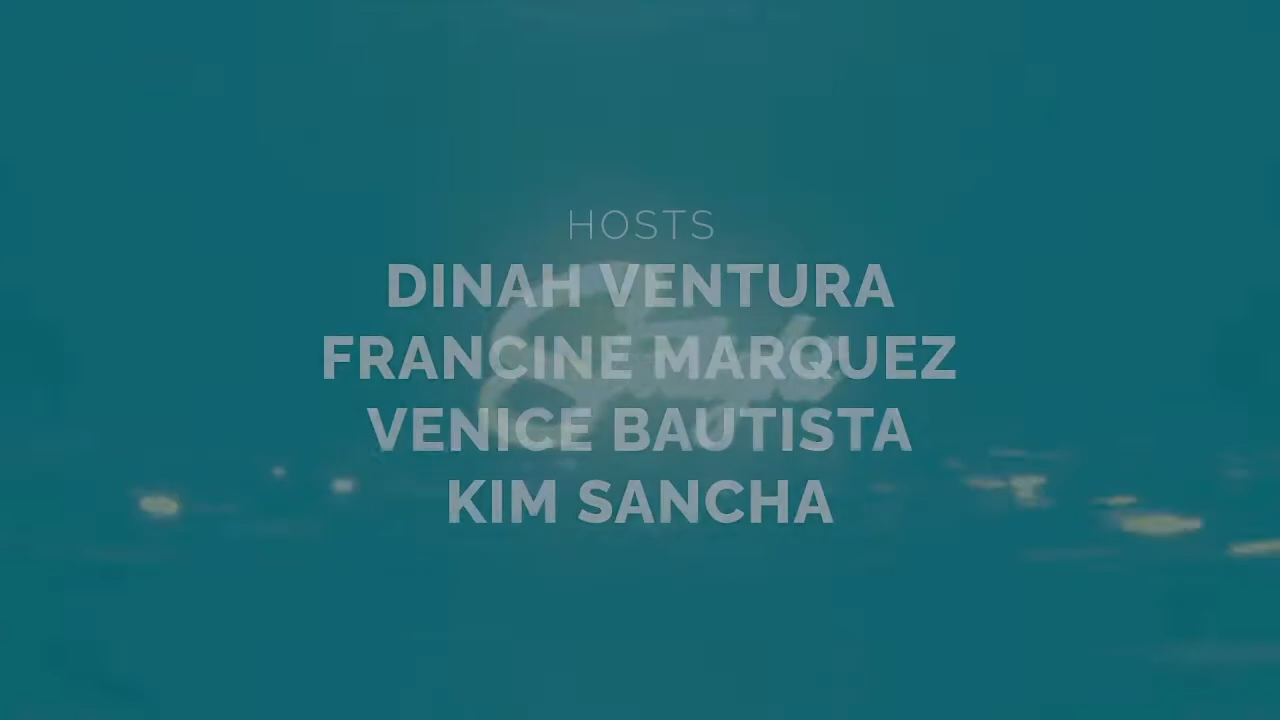 HOSTS
DINAH VENTURA
FRANCINE MARQUEZ
VENICE BAUTISTA
KIM SANCHA